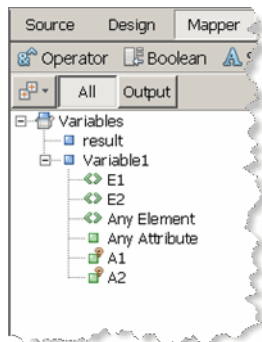 Source Design Mapper
Operator Boolean
All Output
Variables
result
Variable1
E1
E2
Any Element
Any Attribute
A1
A2